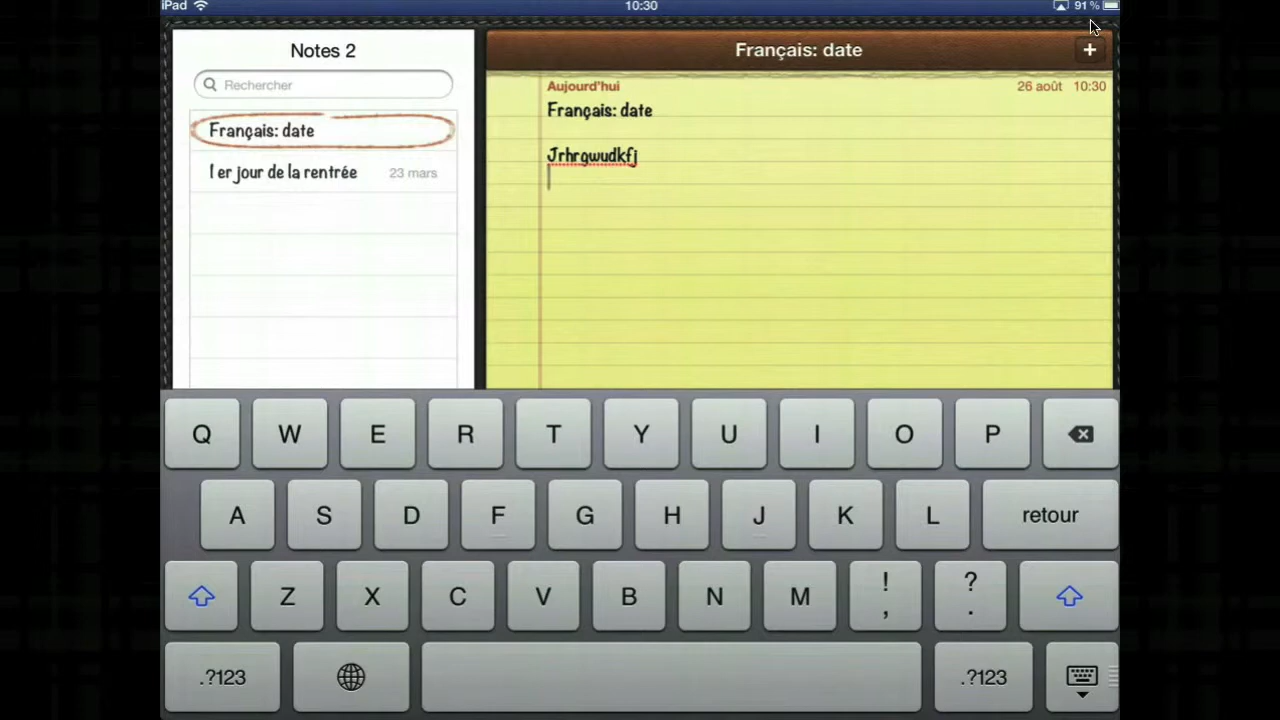 iPad 10:30 91 %
Notes 2
Rechercher
Français: date
1 er jour de la rentrée 23 mars
Français: date
+
Aujourd'hui 26 août 10:30
Français: date
Jrhrgwudkfj
Q W E R T Y U I O P
A S D F G H J K L retour
Z X C V B N M ! , ? .
.?123 .?123